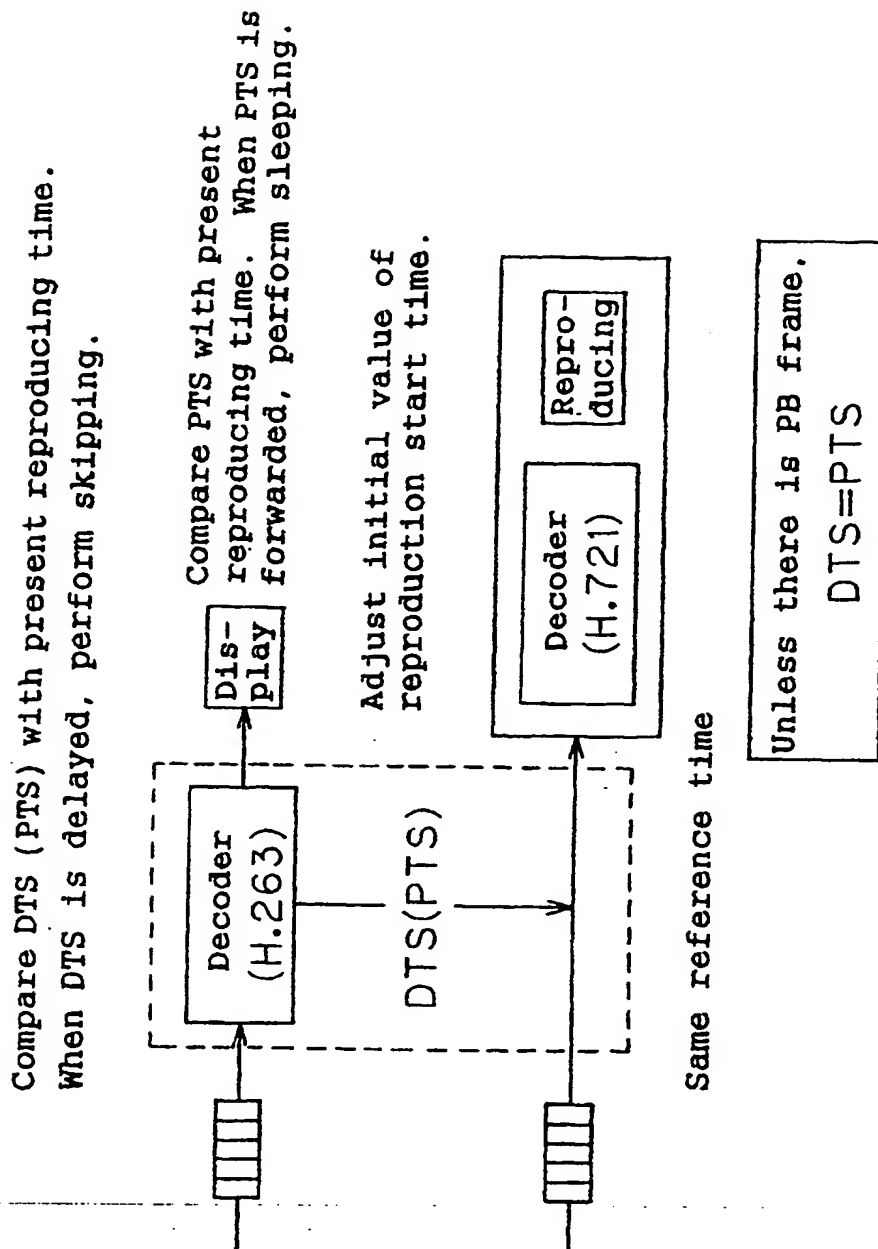 Compare DTS (PTS) with present reproducing time.
When DTS is delayed, perform skipping.
Decoder
(H.263)
Dis-
play
Compare PTS with present
reproducing time. When PTS is
forwarded, perform sleeping.
DTS(PTS)
Adjust initial value of
reproduction start time.
Decoder
(H.721)
Repro-
ducing
Same reference time
Unless there is PB frame,
DTS=PTS